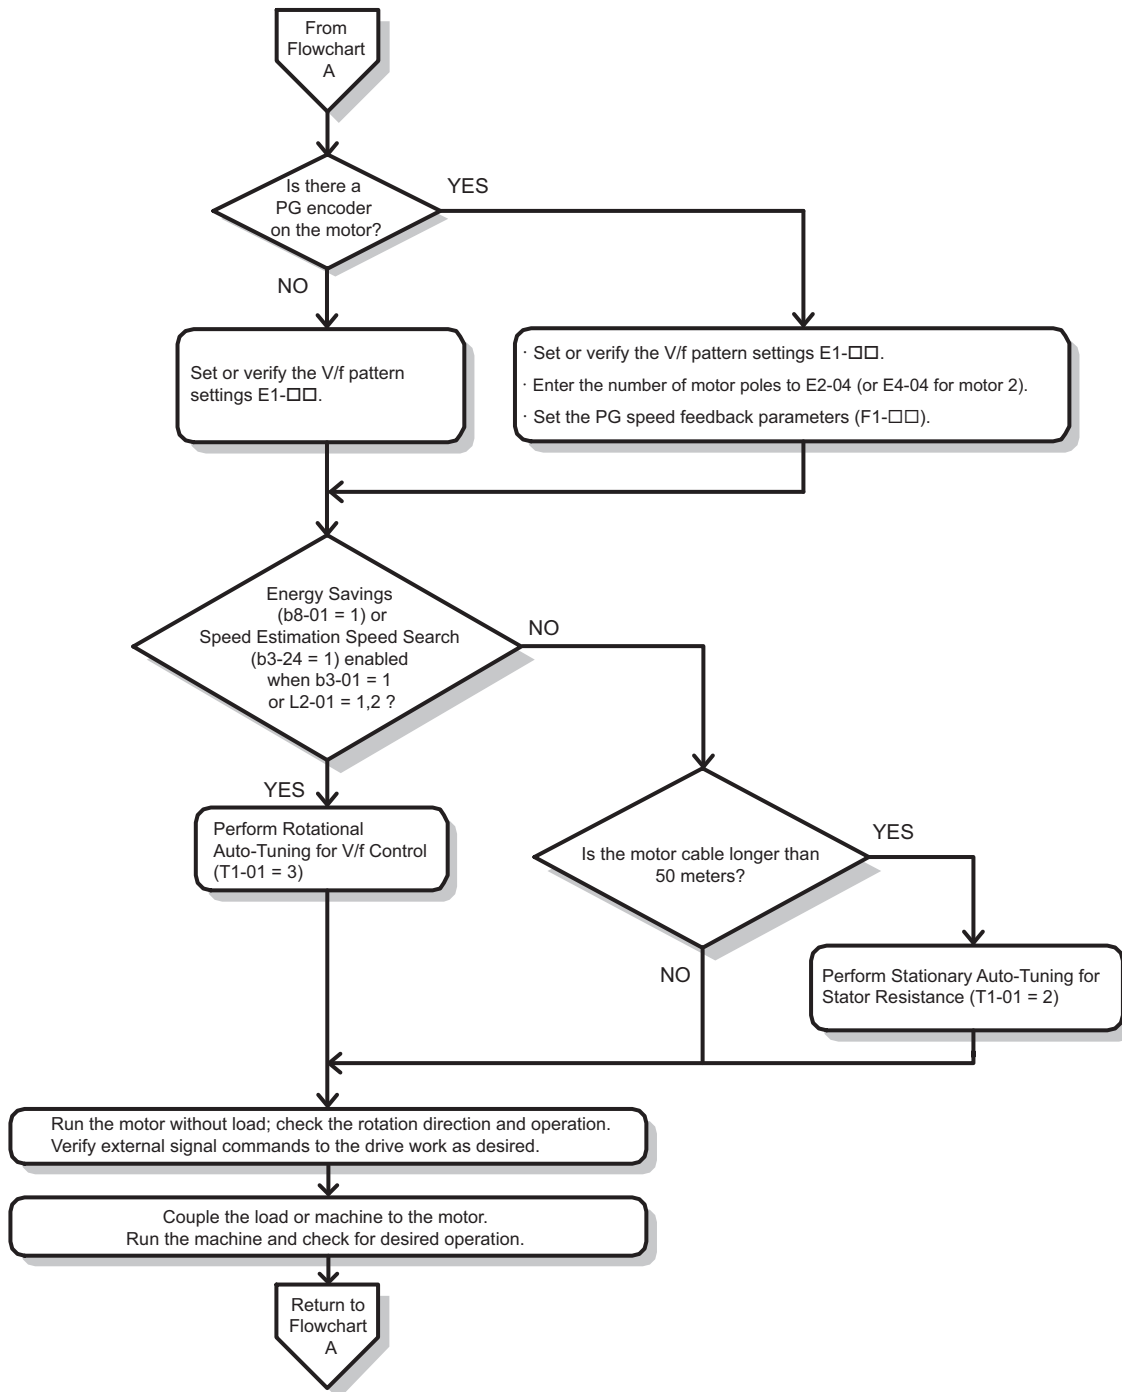 From
Flowchart
A
Is there a
PG encoder
on the motor?
YES
NO
Set or verify the V/f pattern
settings E1-□□.
· Set or verify the V/f pattern settings E1-□□.
· Enter the number of motor poles to E2-04 (or E4-04 for motor 2).
· Set the PG speed feedback parameters (F1-□□).
Energy Savings
(b8-01 = 1) or
Speed Estimation Speed Search
(b3-24 = 1) enabled
when b3-01 = 1
or L2-01 = 1,2 ?
NO
YES
Perform Rotational
Auto-Tuning for V/f Control
(T1-01 = 3)
Is the motor cable longer than
50 meters?
YES
NO
Perform Stationary Auto-Tuning for
Stator Resistance (T1-01 = 2)
Run the motor without load; check the rotation direction and operation.
Verify external signal commands to the drive work as desired.
Couple the load or machine to the motor.
Run the machine and check for desired operation.
Return to
Flowchart
A